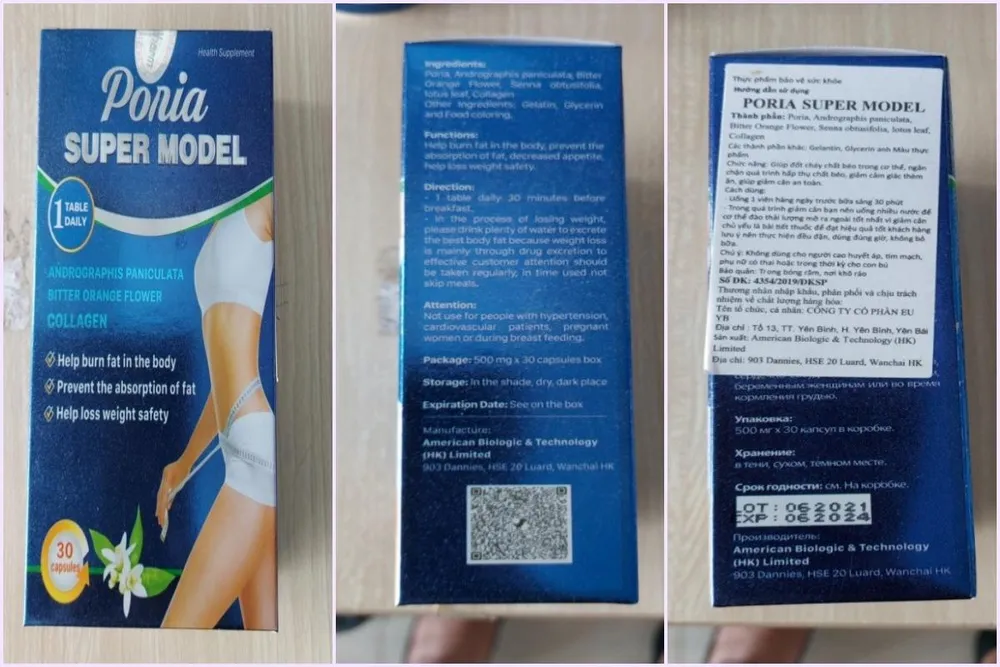 Health Supplement
Poria
SUPER MODEL
1 TABLE
DAILY
ANDROGRAPHIS PANICULATA
BITTER ORANGE FLOWER
COLLAGEN
Help burn fat in the body
Prevent the absorption of fat
Help loss weight safety
30
capsules
Ingredients:
Poria, Andrographis paniculata, Bitter
Orange Flower, Senna obtusifolia,
lotus leaf, Collagen
Other Ingredients: Gelatin, Glycerin
and Food coloring.
Functions:
Help burn fat in the body, prevent the
absorption of fat, decreased appetite,
help loss weight safety.
Direction:
- 1 table daily 30 minutes before
breakfast.
- In the process of losing weight,
please drink plenty of water to excrete
the best body fat because weight loss
is mainly through drug excretion to
effective customer attention should
be taken regularly, in time used not
skip meals.
Attention:
Not use for people with hypertension,
cardiovascular patients, pregnant
women or during breast feeding.
Package: 500 mg x 30 capsules box
Storage: In the shade, dry, dark place
Expiration Date: See on the box
Manufacture:
American Biologic & Technology
(HK) Limited
903 Dannies, HSE 20 Luard, Wanchai HK
Thực phẩm bảo vệ sức khỏe
Hướng dẫn sử dụng
PORIA SUPER MODEL
Thành phần: Poria, Andrographis paniculata,
Bitter Orange Flower, Senna obtusifolia, lotus leaf,
Collagen
Các thành phần khác: Gelantin, Glycerin anh Màu thực
phẩm
Chức năng: Giúp đốt cháy chất béo trong cơ thể, ngăn
chặn quá trình hấp thụ chất béo, giảm cảm giác thèm
ăn, giúp giảm cân an toàn.
Cách dùng:
- Uống 1 viên hàng ngày trước bữa sáng 30 phút
- Trong quá trình giảm cân bạn nên uống nhiều nước để
cơ thể đào thải lượng mỡ ra ngoài tốt nhất vì giảm cân
chủ yếu là bài tiết thuốc để đạt hiệu quả tốt khách hàng
lưu ý nên thực hiện đều đặn, dùng đúng giờ, không bỏ
bữa.
Chú ý: Không dùng cho người cao huyết áp, tim mạch,
phụ nữ có thai hoặc trong thời kỳ cho con bú
Bảo quản: Trong bóng râm, nơi khô ráo
Số ĐK: 4354/2019/ĐKSP
Thương nhân nhập khẩu, phân phối và chịu trách
nhiệm về chất lượng hàng hóa:
Tên tổ chức, cá nhân: CÔNG TY CỔ PHẦN EU
YB
Địa chỉ : Tổ 13, TT. Yên Bình, H. Yên Bình, Yên Bái
Sản xuất: American Biologic & Technology (HK)
Limited
Địa chỉ: 903 Dannies, HSE 20 Luard, Wanchai HK
беременным женщинам или во время
кормления грудью.
Упаковка:
500 мг x 30 капсул в коробке.
Хранение:
в тени, сухом, темном месте.
Срок годности: см. На коробке.
LOT : 062021
EXP : 062024
Производитель:
American Biologic & Technology
(HK) Limited
903 Dannies, HSE 20 Luard, Wanchai HK